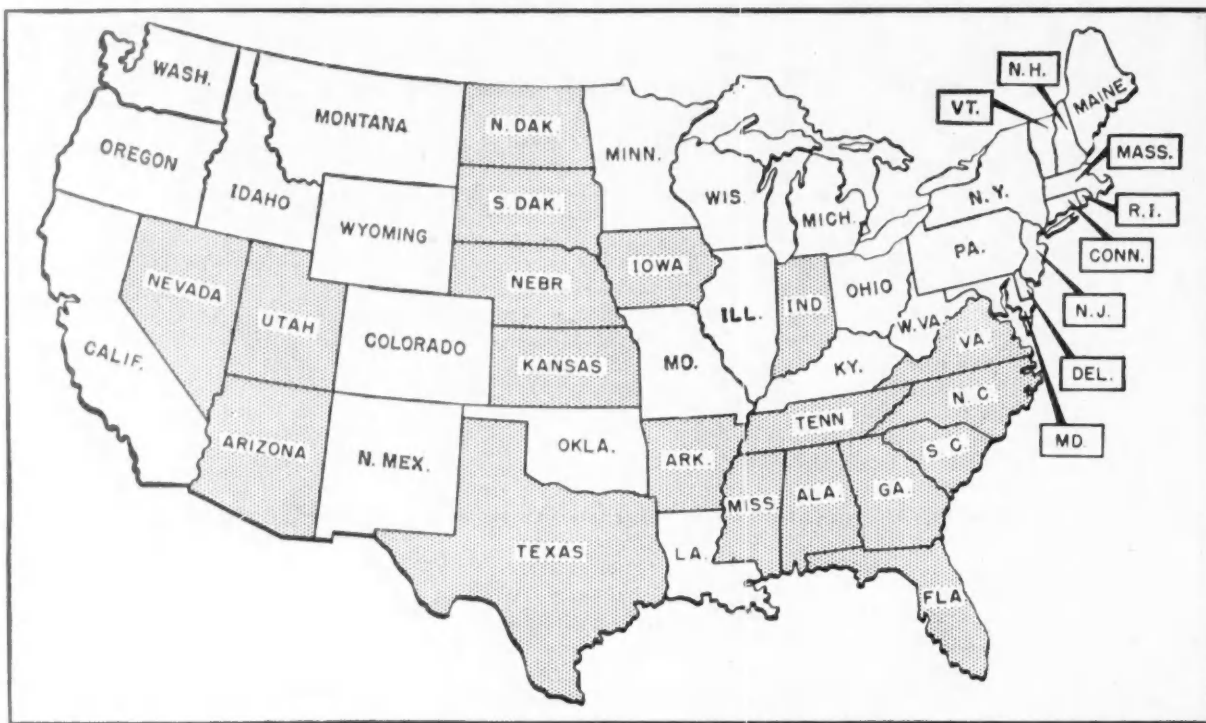 WASH.
MONTANA
N. DAK.
MINN.
N.H.
VT.
MAINE
OREGON
IDAHO
S. DAK.
WIS.
MICH.
N.Y.
MASS.
WYOMING
R.I.
NEVADA
UTAH
NEBR
IOWA
ILL.
IND
OHIO
PA.
CONN.
N.J.
CALIF.
COLORADO
KANSAS
MO.
W.VA.
VA.
KY.
DEL.
ARIZONA
N. MEX.
OKLA.
ARK.
TENN
N. C.
S. C.
MD.
TEXAS
LA.
MISS.
ALA.
GA.
FLA.